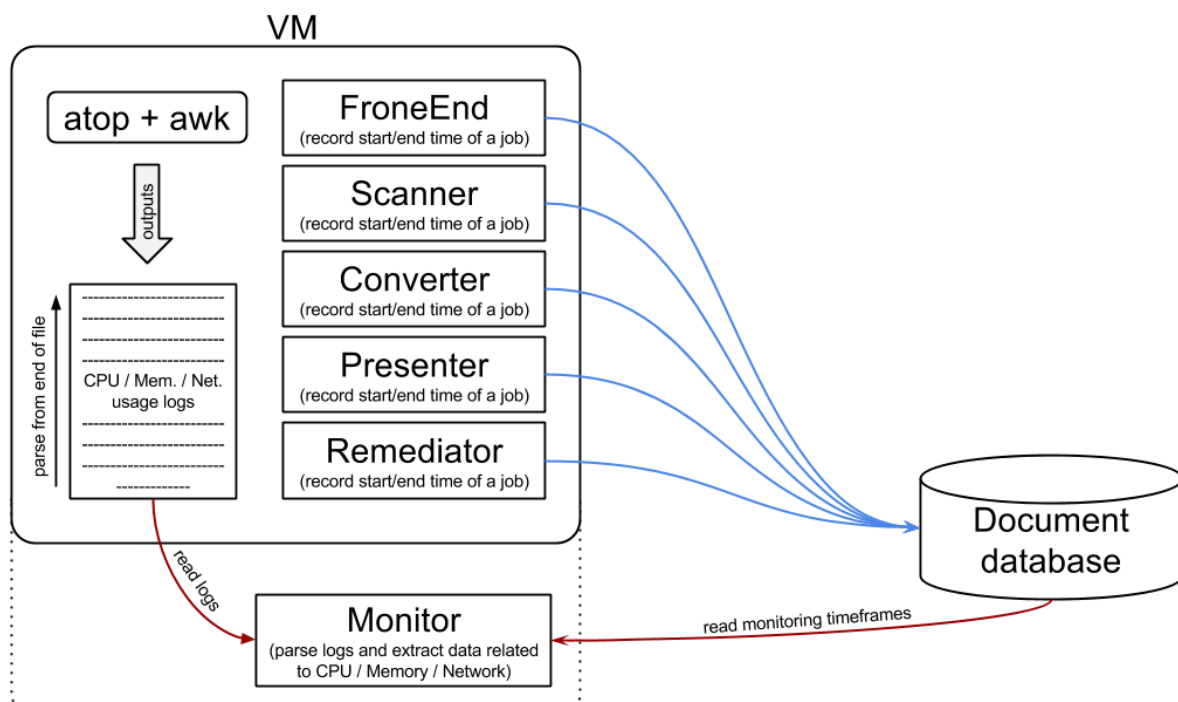 VM
atop + awk
outputs
parse from end of file
CPU / Mem. / Net.
usage logs
FroneEnd
(record start/end time of a job)
Scanner
(record start/end time of a job)
Converter
(record start/end time of a job)
Presenter
(record start/end time of a job)
Remediator
(record start/end time of a job)
Document
database
read logs
read monitoring timeframes
Monitor
(parse logs and extract data related
to CPU / Memory / Network)